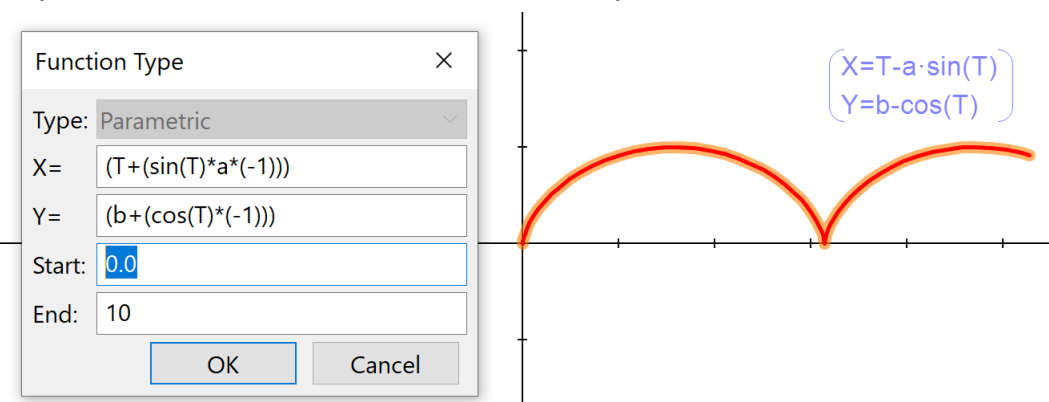 Function Type
Type: Parametric
X= (T+(sin(T)*a*(-1)))
Y= (b+(cos(T)*(-1)))
Start: 0.0
End: 10
OK Cancel
X=T-a·sin(T)
Y=b-cos(T)